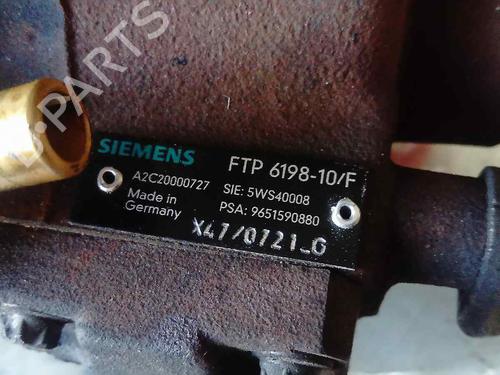 B-PARTS
SIEMENS FTP 6198-10/F
A2C20000727 SIE: 5WS40008
Made in Germany PSA: 9651590880
X47/0721_G